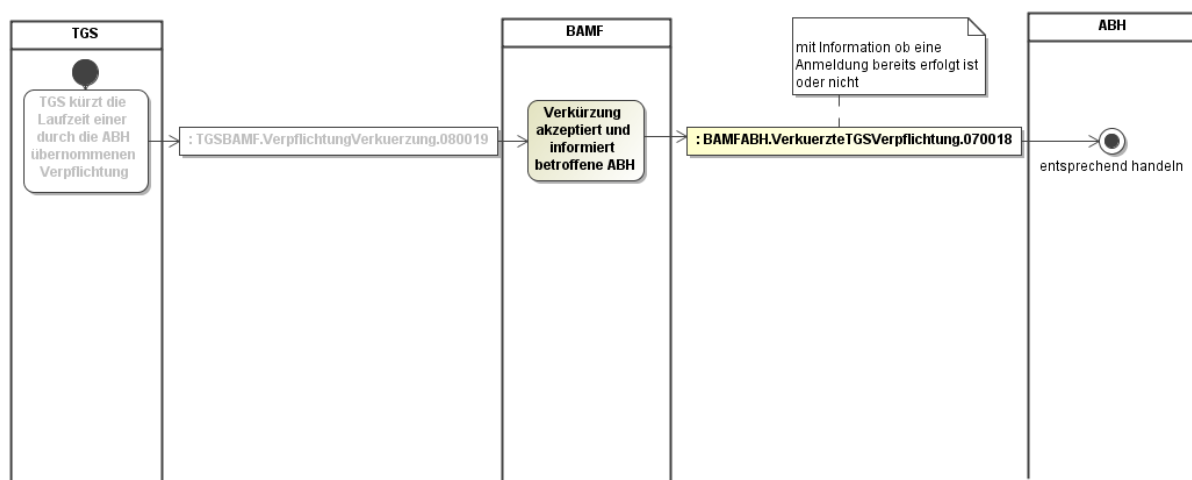 TGS
BAMF
ABH
mit Information ob eine
Anmeldung bereits erfolgt ist
oder nicht
TGS kürzt die
Laufzeit einer
durch die ABH
übernommenen
Verpflichtung
: TGSBAMF.VerpflichtungVerkuerzung.080019
Verkürzung
akzeptiert und
informiert
betroffene ABH
: BAMFABH.VerkuerzteTGSVerpflichtung.070018
entsprechend handeln